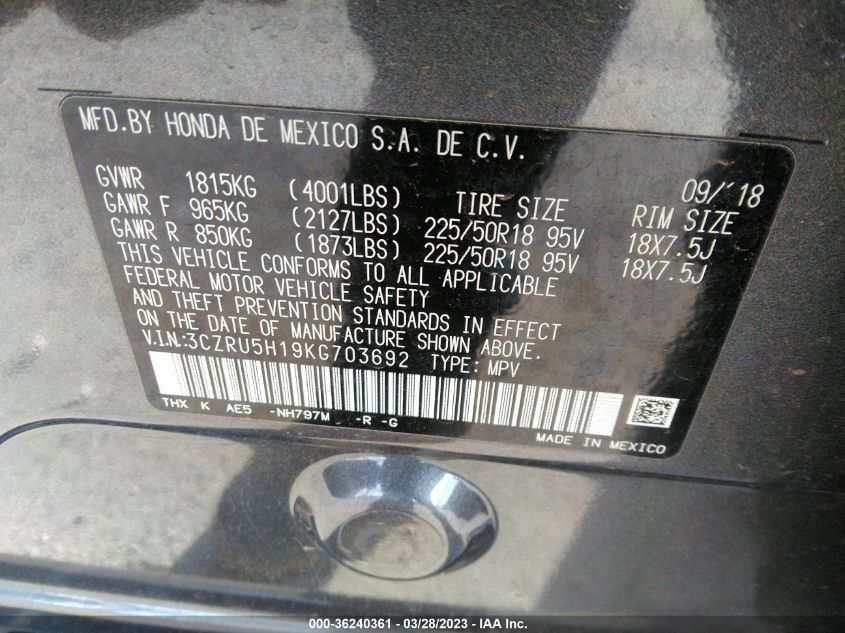 MFD.BY HONDA DE MEXICO S.A. DE C.V.
09/'18
GVWR 1815KG (4001LBS) TIRE SIZE RIM SIZE
GAWR F 965KG (2127LBS) 225/50R18 95V 18X7.5J
GAWR R 850KG (1873LBS) 225/50R18 95V 18X7.5J
THIS VEHICLE CONFORMS TO ALL APPLICABLE
FEDERAL MOTOR VEHICLE SAFETY
AND THEFT PREVENTION STANDARDS IN EFFECT
ON THE DATE OF MANUFACTURE SHOWN ABOVE.
V.I.N:3CZRU5H19KG703692 TYPE: MPV
THX K AE5 -NH797M -R -G
MADE IN MEXICO
000-36240361 - 03/28/2023 - IAA Inc.